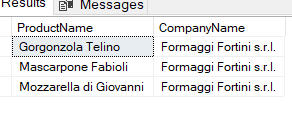 Results Messages
ProductName CompanyName
Gorgonzola Telino Formaggi Fortini s.r.l.
Mascarpone Fabioli Formaggi Fortini s.r.l.
Mozzarella di Giovanni Formaggi Fortini s.r.l.